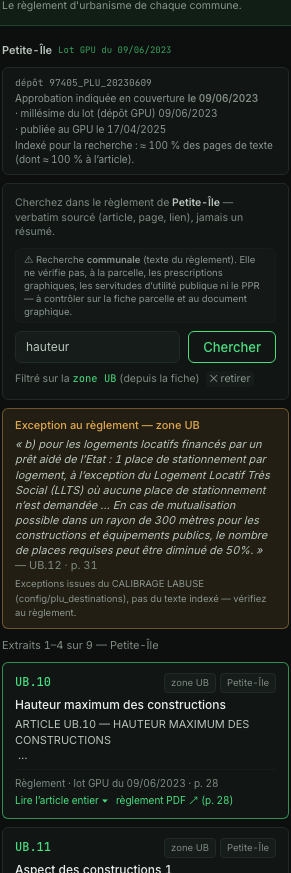 Le règlement d'urbanisme de chaque commune.
Petite-Île Lot GPU du 09/06/2023
dépôt 97405_PLU_20230609
Approbation indiquée en couverture le 09/06/2023
· millésime du lot (dépôt GPU) 09/06/2023
· publiée au GPU le 17/04/2025
Indexé pour la recherche : ≈ 100 % des pages de texte
(dont ≈ 100 % à l'article).
Cherchez dans le règlement de Petite-Île —
verbatim sourcé (article, page, lien), jamais un
résumé.
⚠ Recherche communale (texte du règlement). Elle
ne vérifie pas, à la parcelle, les prescriptions
graphiques, les servitudes d'utilité publique ni le PPR
— à contrôler sur la fiche parcelle et au document
graphique.
hauteur
Chercher
Filtré sur la zone UB (depuis la fiche) ✕ retirer
Exception au règlement — zone UB
« b) pour les logements locatifs financés par un
prêt aidé de l'Etat : 1 place de stationnement par
logement, à l'exception du Logement Locatif Très
Social (LLTS) où aucune place de stationnement
n'est demandée ... En cas de mutualisation
possible dans un rayon de 300 mètres pour les
constructions et équipements publics, le nombre
de places requises peut être diminué de 50%. »
— UB.12 · p. 31
Exceptions issues du CALIBRAGE LABUSE
(config/plu_destinations), pas du texte indexé — vérifiez
au règlement.
Extraits 1–4 sur 9 — Petite-Île
UB.10 zone UB Petite-Île
Hauteur maximum des constructions
ARTICLE UB.10 — HAUTEUR MAXIMUM DES
CONSTRUCTIONS
...
Règlement · lot GPU du 09/06/2023 · p. 28
Lire l'article entier ▾ règlement PDF ↗ (p. 28)
UB.11 zone UB Petite-Île
Aspect des constructions 1